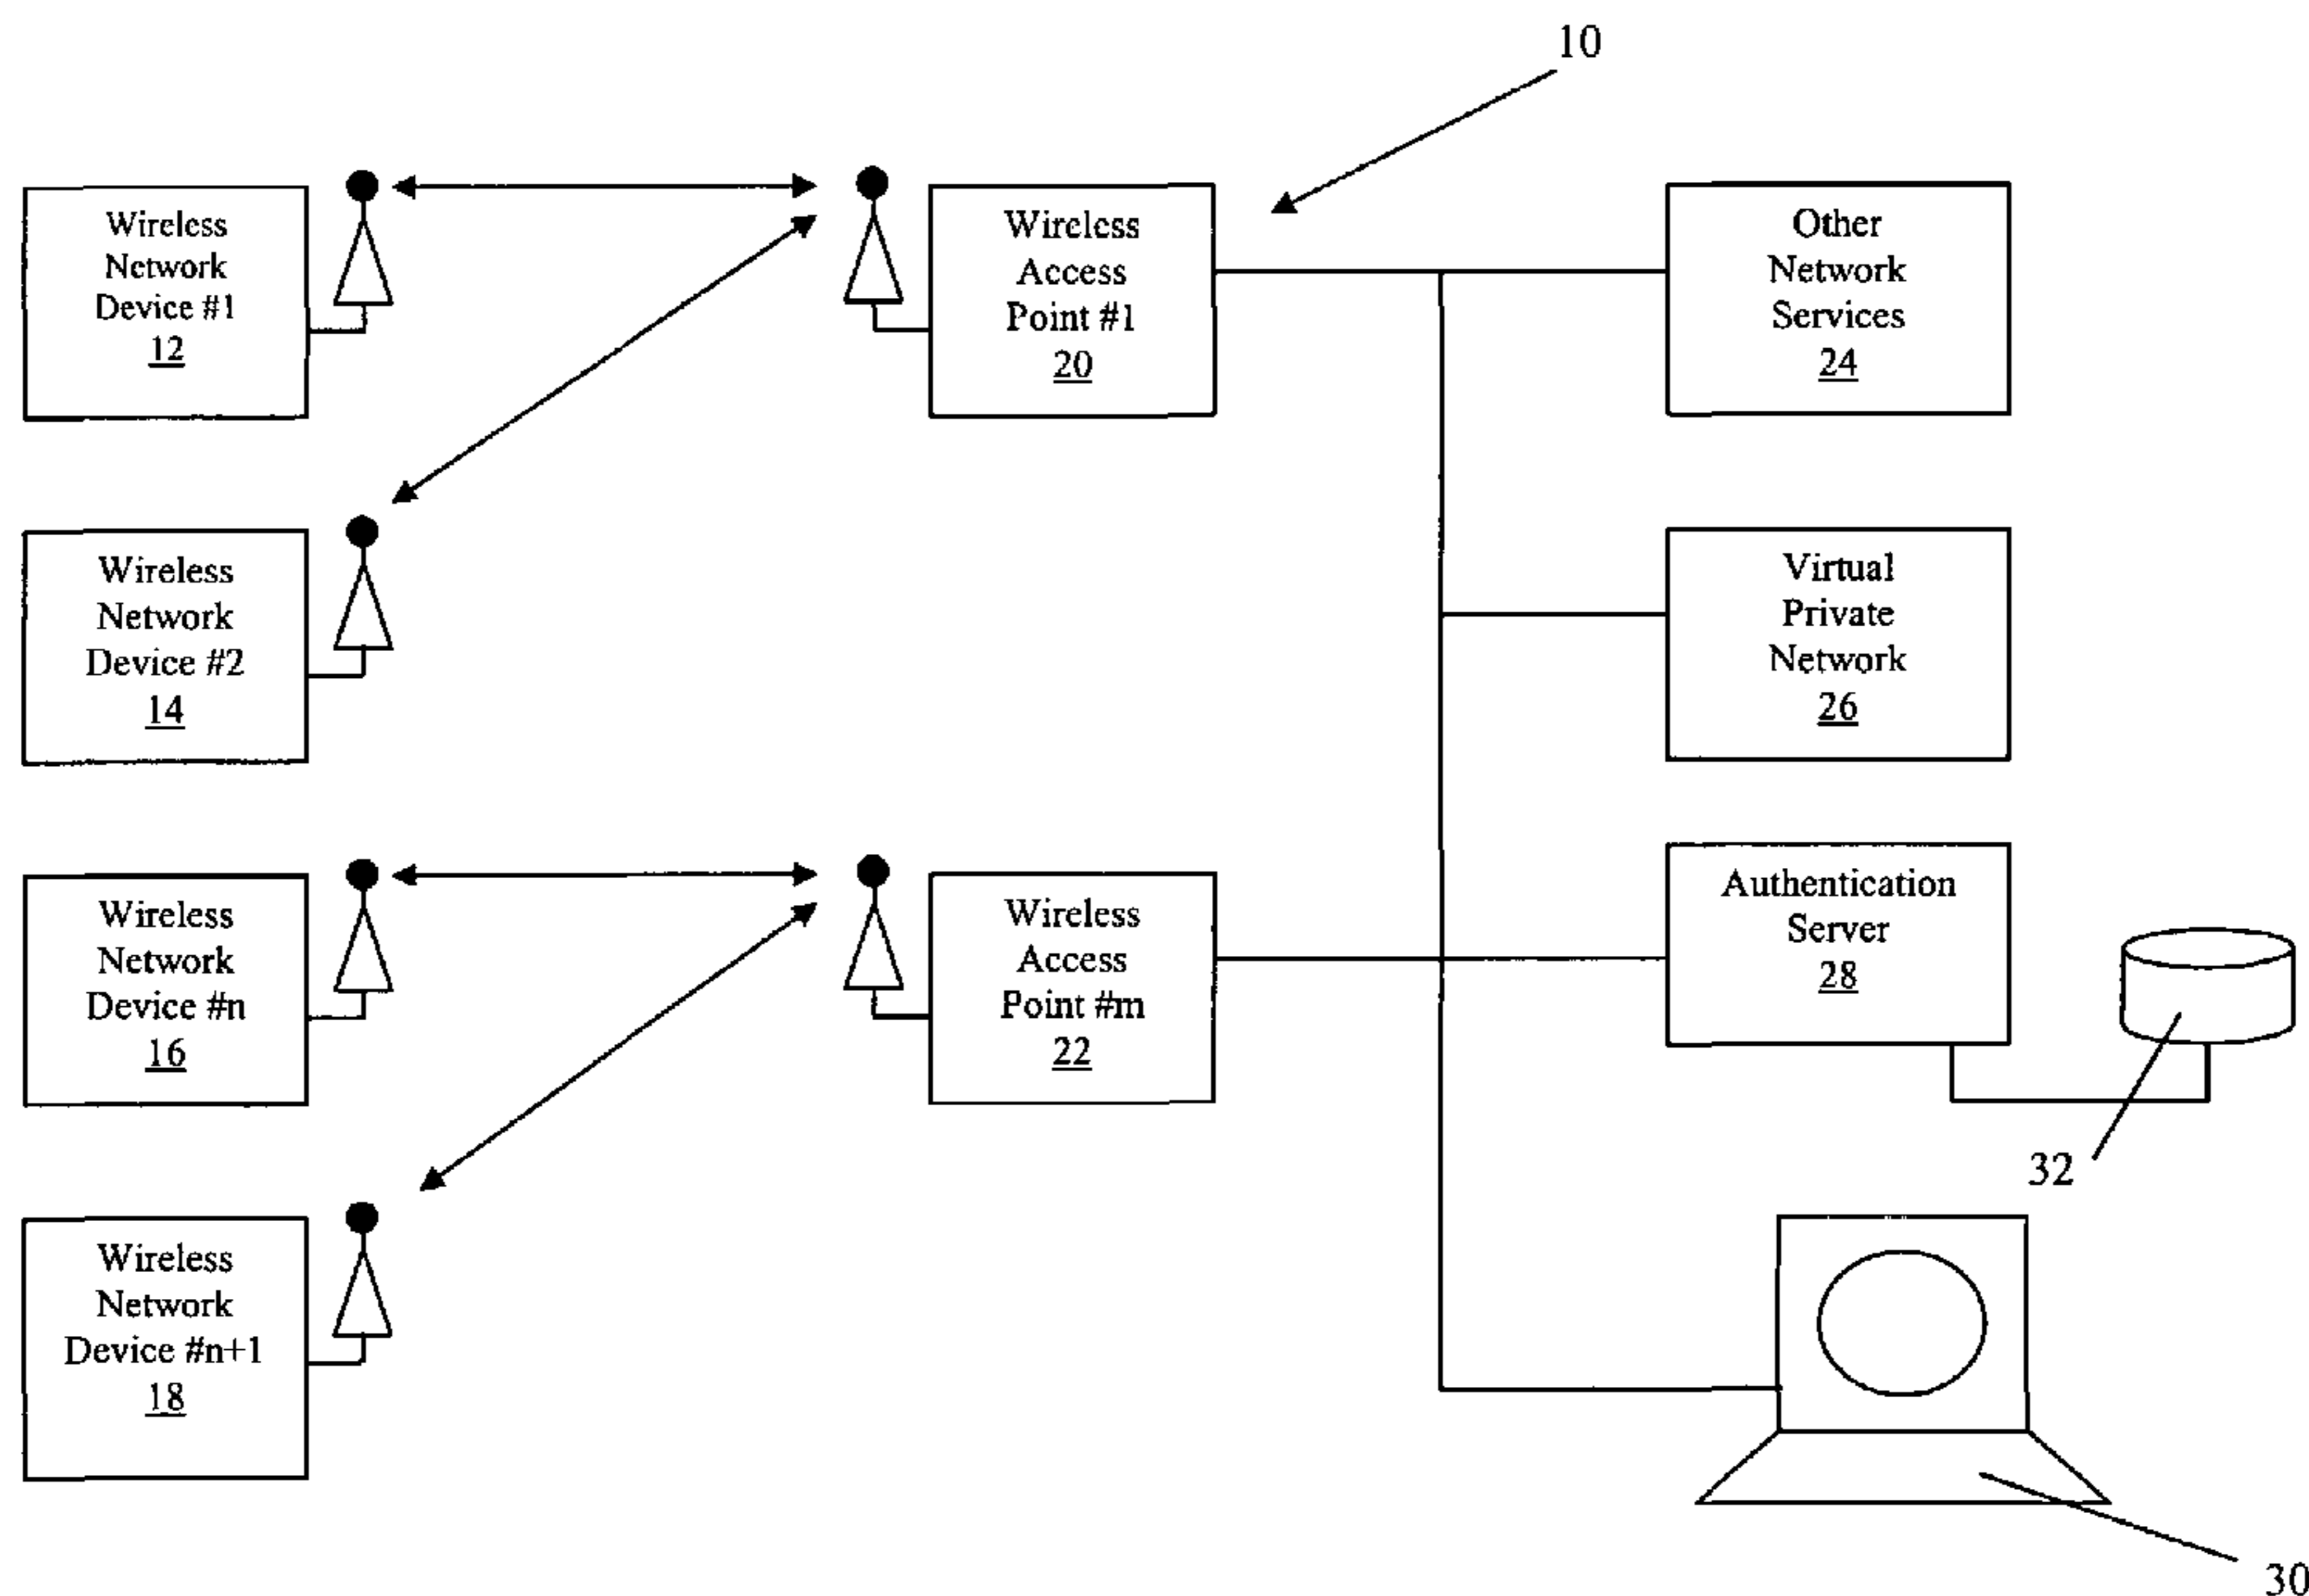 10
Wireless
Network
Device #1
12
Wireless
Access
Point #1
20
Other
Network
Services
24
Wireless
Network
Device #2
14
Virtual
Private
Network
26
Wireless
Network
Device #n
16
Wireless
Access
Point #m
22
Authentication
Server
28
32
Wireless
Network
Device #n+1
18
30